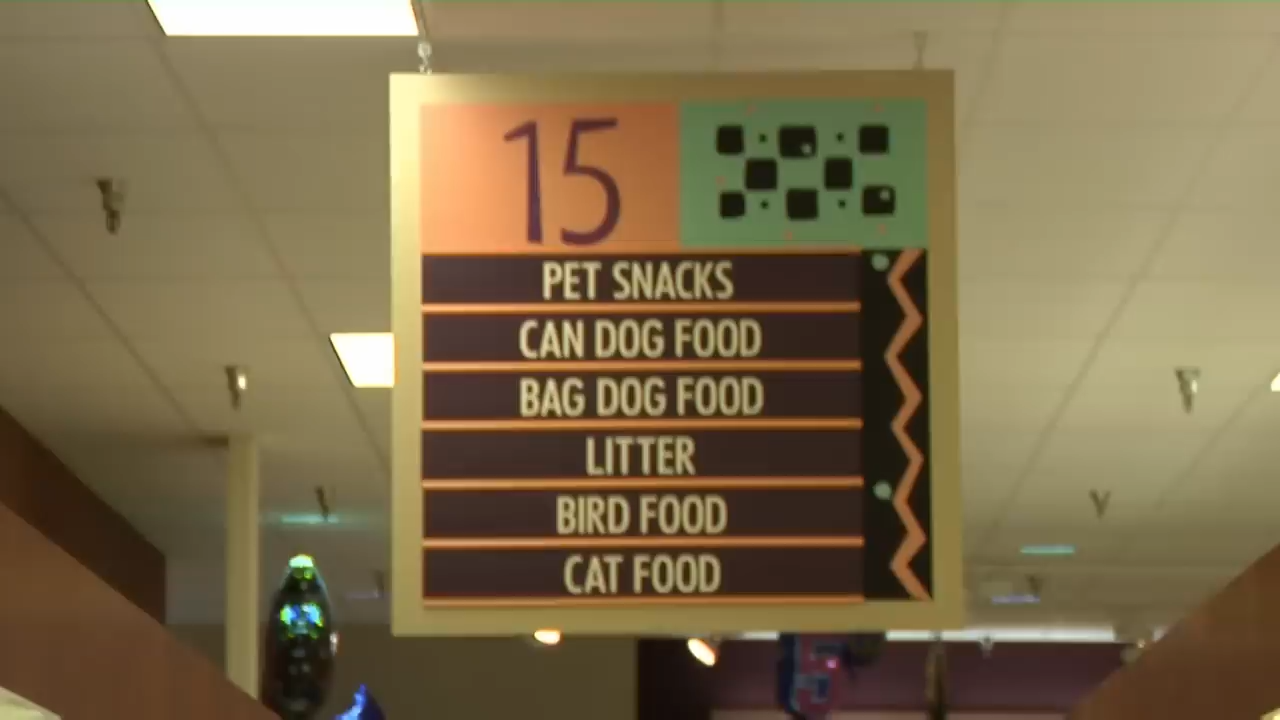 15
PET SNACKS
CAN DOG FOOD
BAG DOG FOOD
LITTER
BIRD FOOD
CAT FOOD